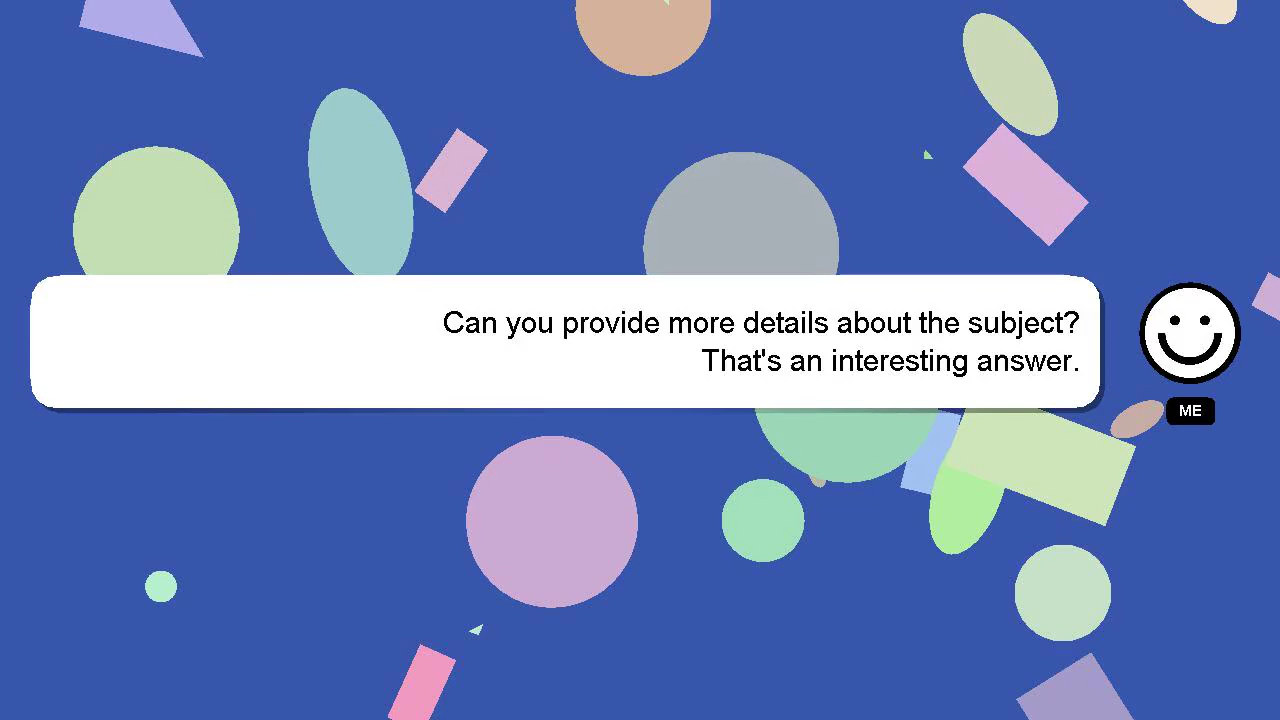 Can you provide more details about the subject?
That's an interesting answer.
ME